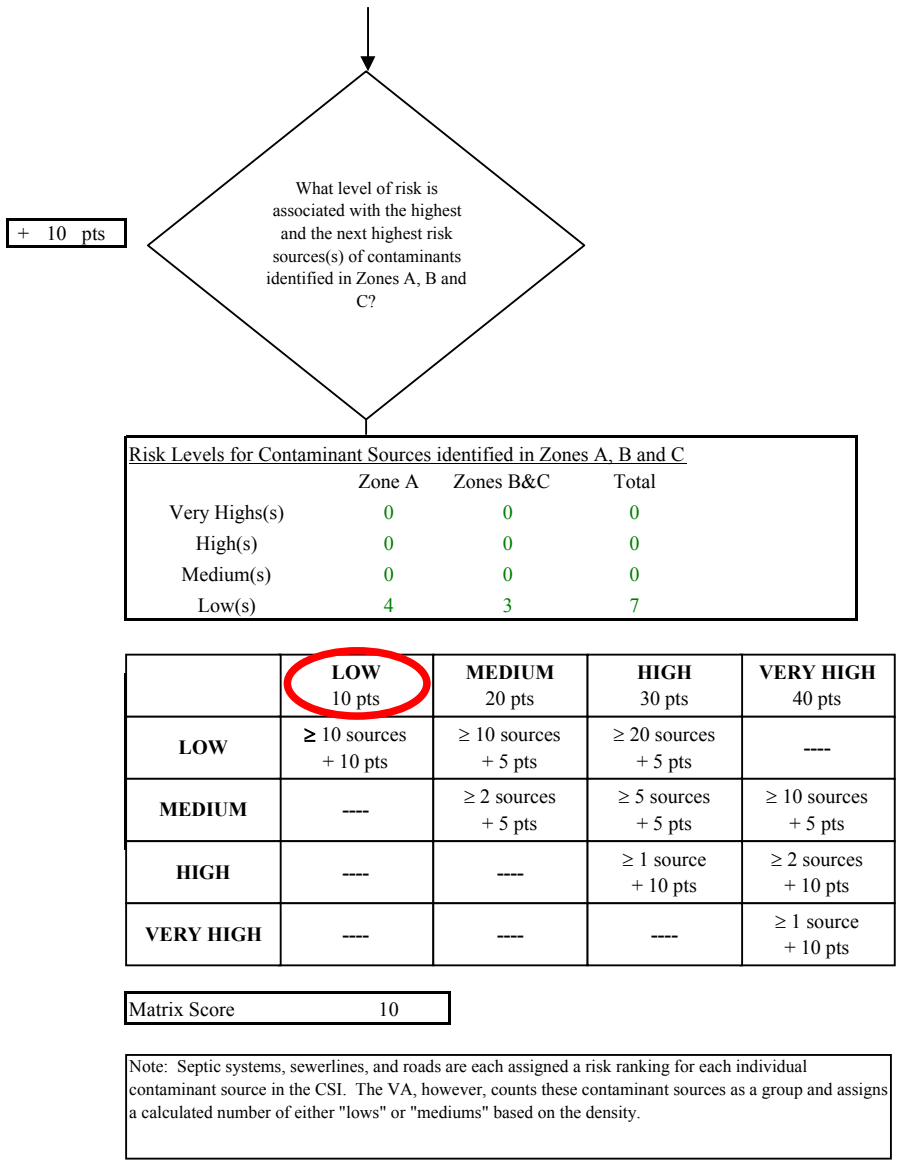 What level of risk is
associated with the highest
and the next highest risk
sources(s) of contaminants
identified in Zones A, B and
C?
+ 10 pts
Risk Levels for Contaminant Sources identified in Zones A, B and C
Zone A Zones B&C Total
Very Highs(s) 0 0 0
High(s) 0 0 0
Medium(s) 0 0 0
Low(s) 4 3 7
LOW MEDIUM HIGH VERY HIGH
10 pts 20 pts 30 pts 40 pts
LOW ≥ 10 sources ≥ 10 sources ≥ 20 sources ----
+ 10 pts + 5 pts + 5 pts
MEDIUM ---- ≥ 2 sources ≥ 5 sources ≥ 10 sources
+ 5 pts + 5 pts + 5 pts
HIGH ---- ---- ≥ 1 source ≥ 2 sources
+ 10 pts + 10 pts
VERY HIGH ---- ---- ---- ≥ 1 source
+ 10 pts
Matrix Score 10
Note: Septic systems, sewerlines, and roads are each assigned a risk ranking for each individual
contaminant source in the CSI. The VA, however, counts these contaminant sources as a group and assigns
a calculated number of either "lows" or "mediums" based on the density.